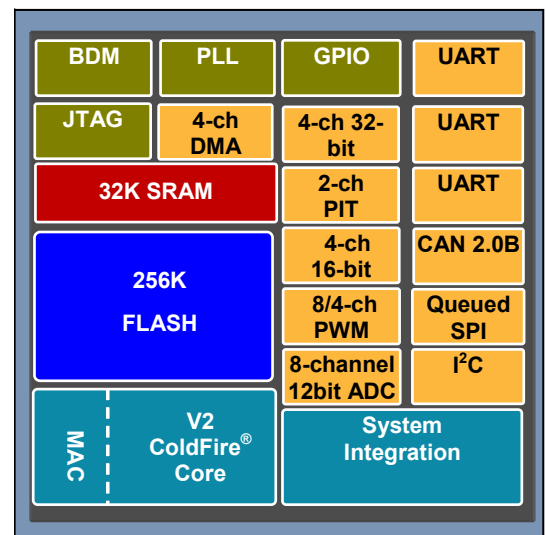 BDM
PLL
GPIO
UART
JTAG
4-ch
DMA
4-ch 32-
bit
UART
32K SRAM
2-ch
PIT
UART
256K
FLASH
4-ch
16-bit
CAN 2.0B
8/4-ch
PWM
Queued
SPI
8-channel
12bit ADC
I²C
MAC
V2
ColdFire®
Core
System
Integration